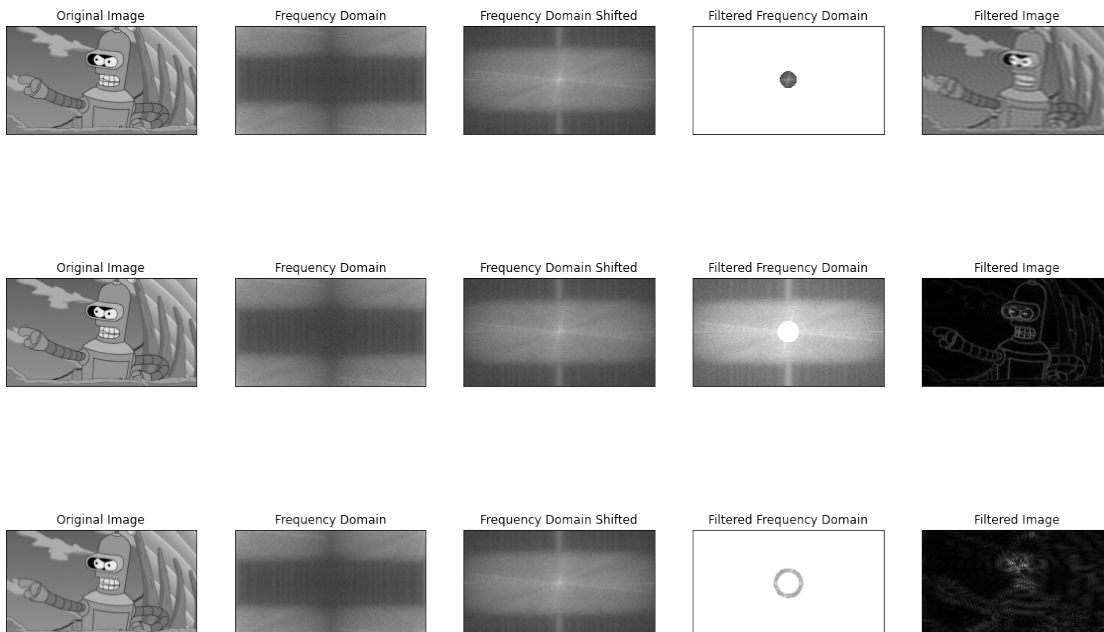 Original Image
Frequency Domain
Frequency Domain Shifted
Filtered Frequency Domain
Filtered Image
Original Image
Frequency Domain
Frequency Domain Shifted
Filtered Frequency Domain
Filtered Image
Original Image
Frequency Domain
Frequency Domain Shifted
Filtered Frequency Domain
Filtered Image